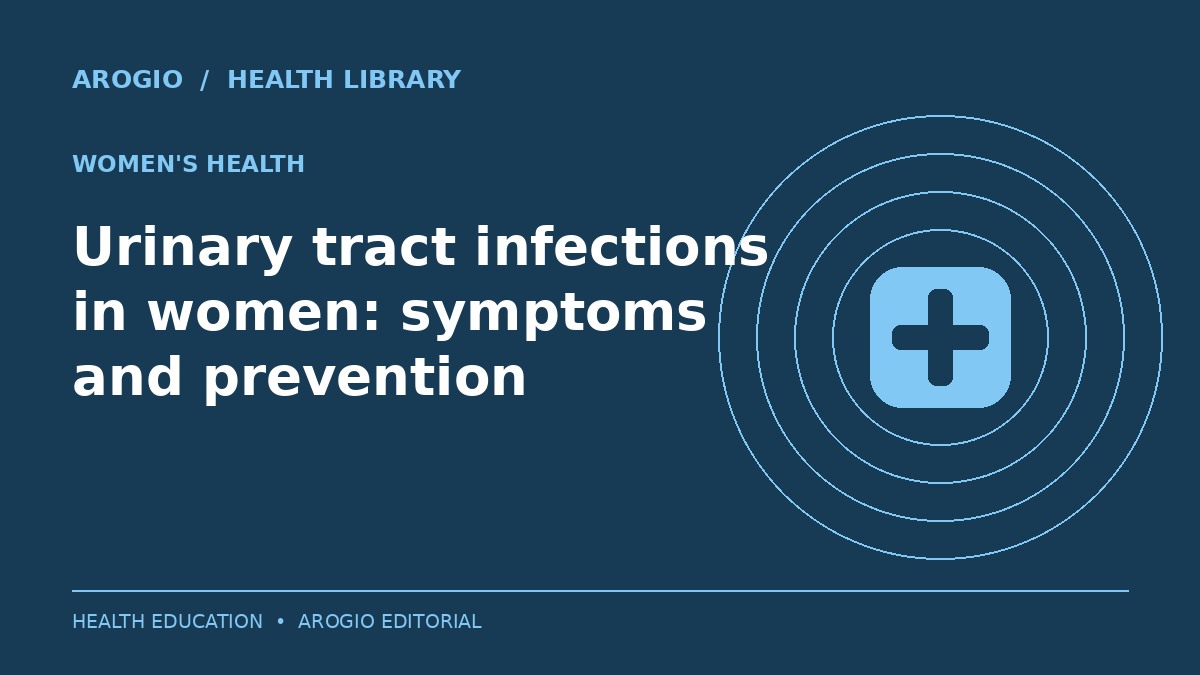 AROGIO / HEALTH LIBRARY
WOMEN'S HEALTH
Urinary tract infections
in women: symptoms
and prevention
HEALTH EDUCATION • AROGIO EDITORIAL